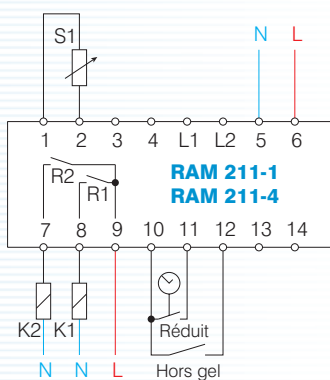 S1
N L
1 2 3 4 L1 L2 5 6
R2
R1
RAM 211-1
RAM 211-4
7 8 9 10 11 12 13 14
K2 K1
Réduit
N N L
Hors gel